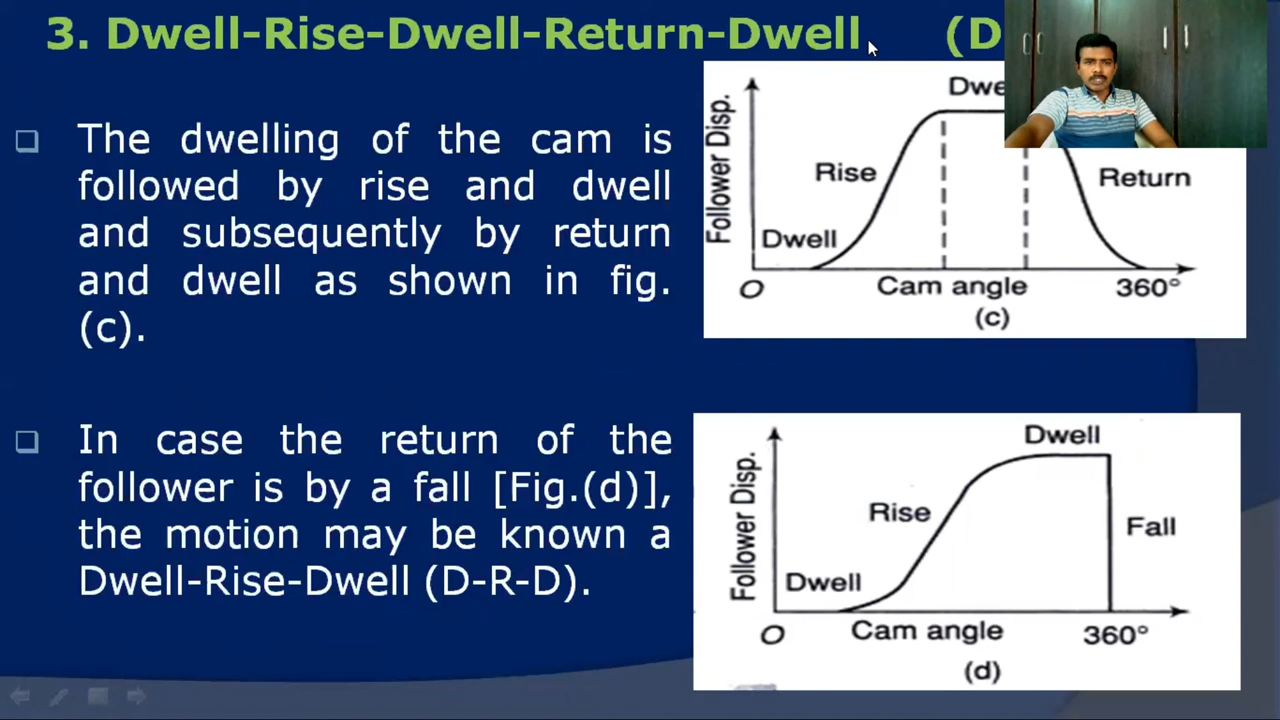 3. Dwell-Rise-Dwell-Return-Dwell (D
The dwelling of the cam is
followed by rise and dwell
and subsequently by return
and dwell as shown in fig.
(c).
Follower Disp.
Rise
Return
Dwell
O
Cam angle
360°
(c)
In case the return of the
follower is by a fall [Fig.(d)],
the motion may be known a
Dwell-Rise-Dwell (D-R-D).
Follower Disp.
Dwell
Rise
Fall
Dwell
O
Cam angle
360°
(d)